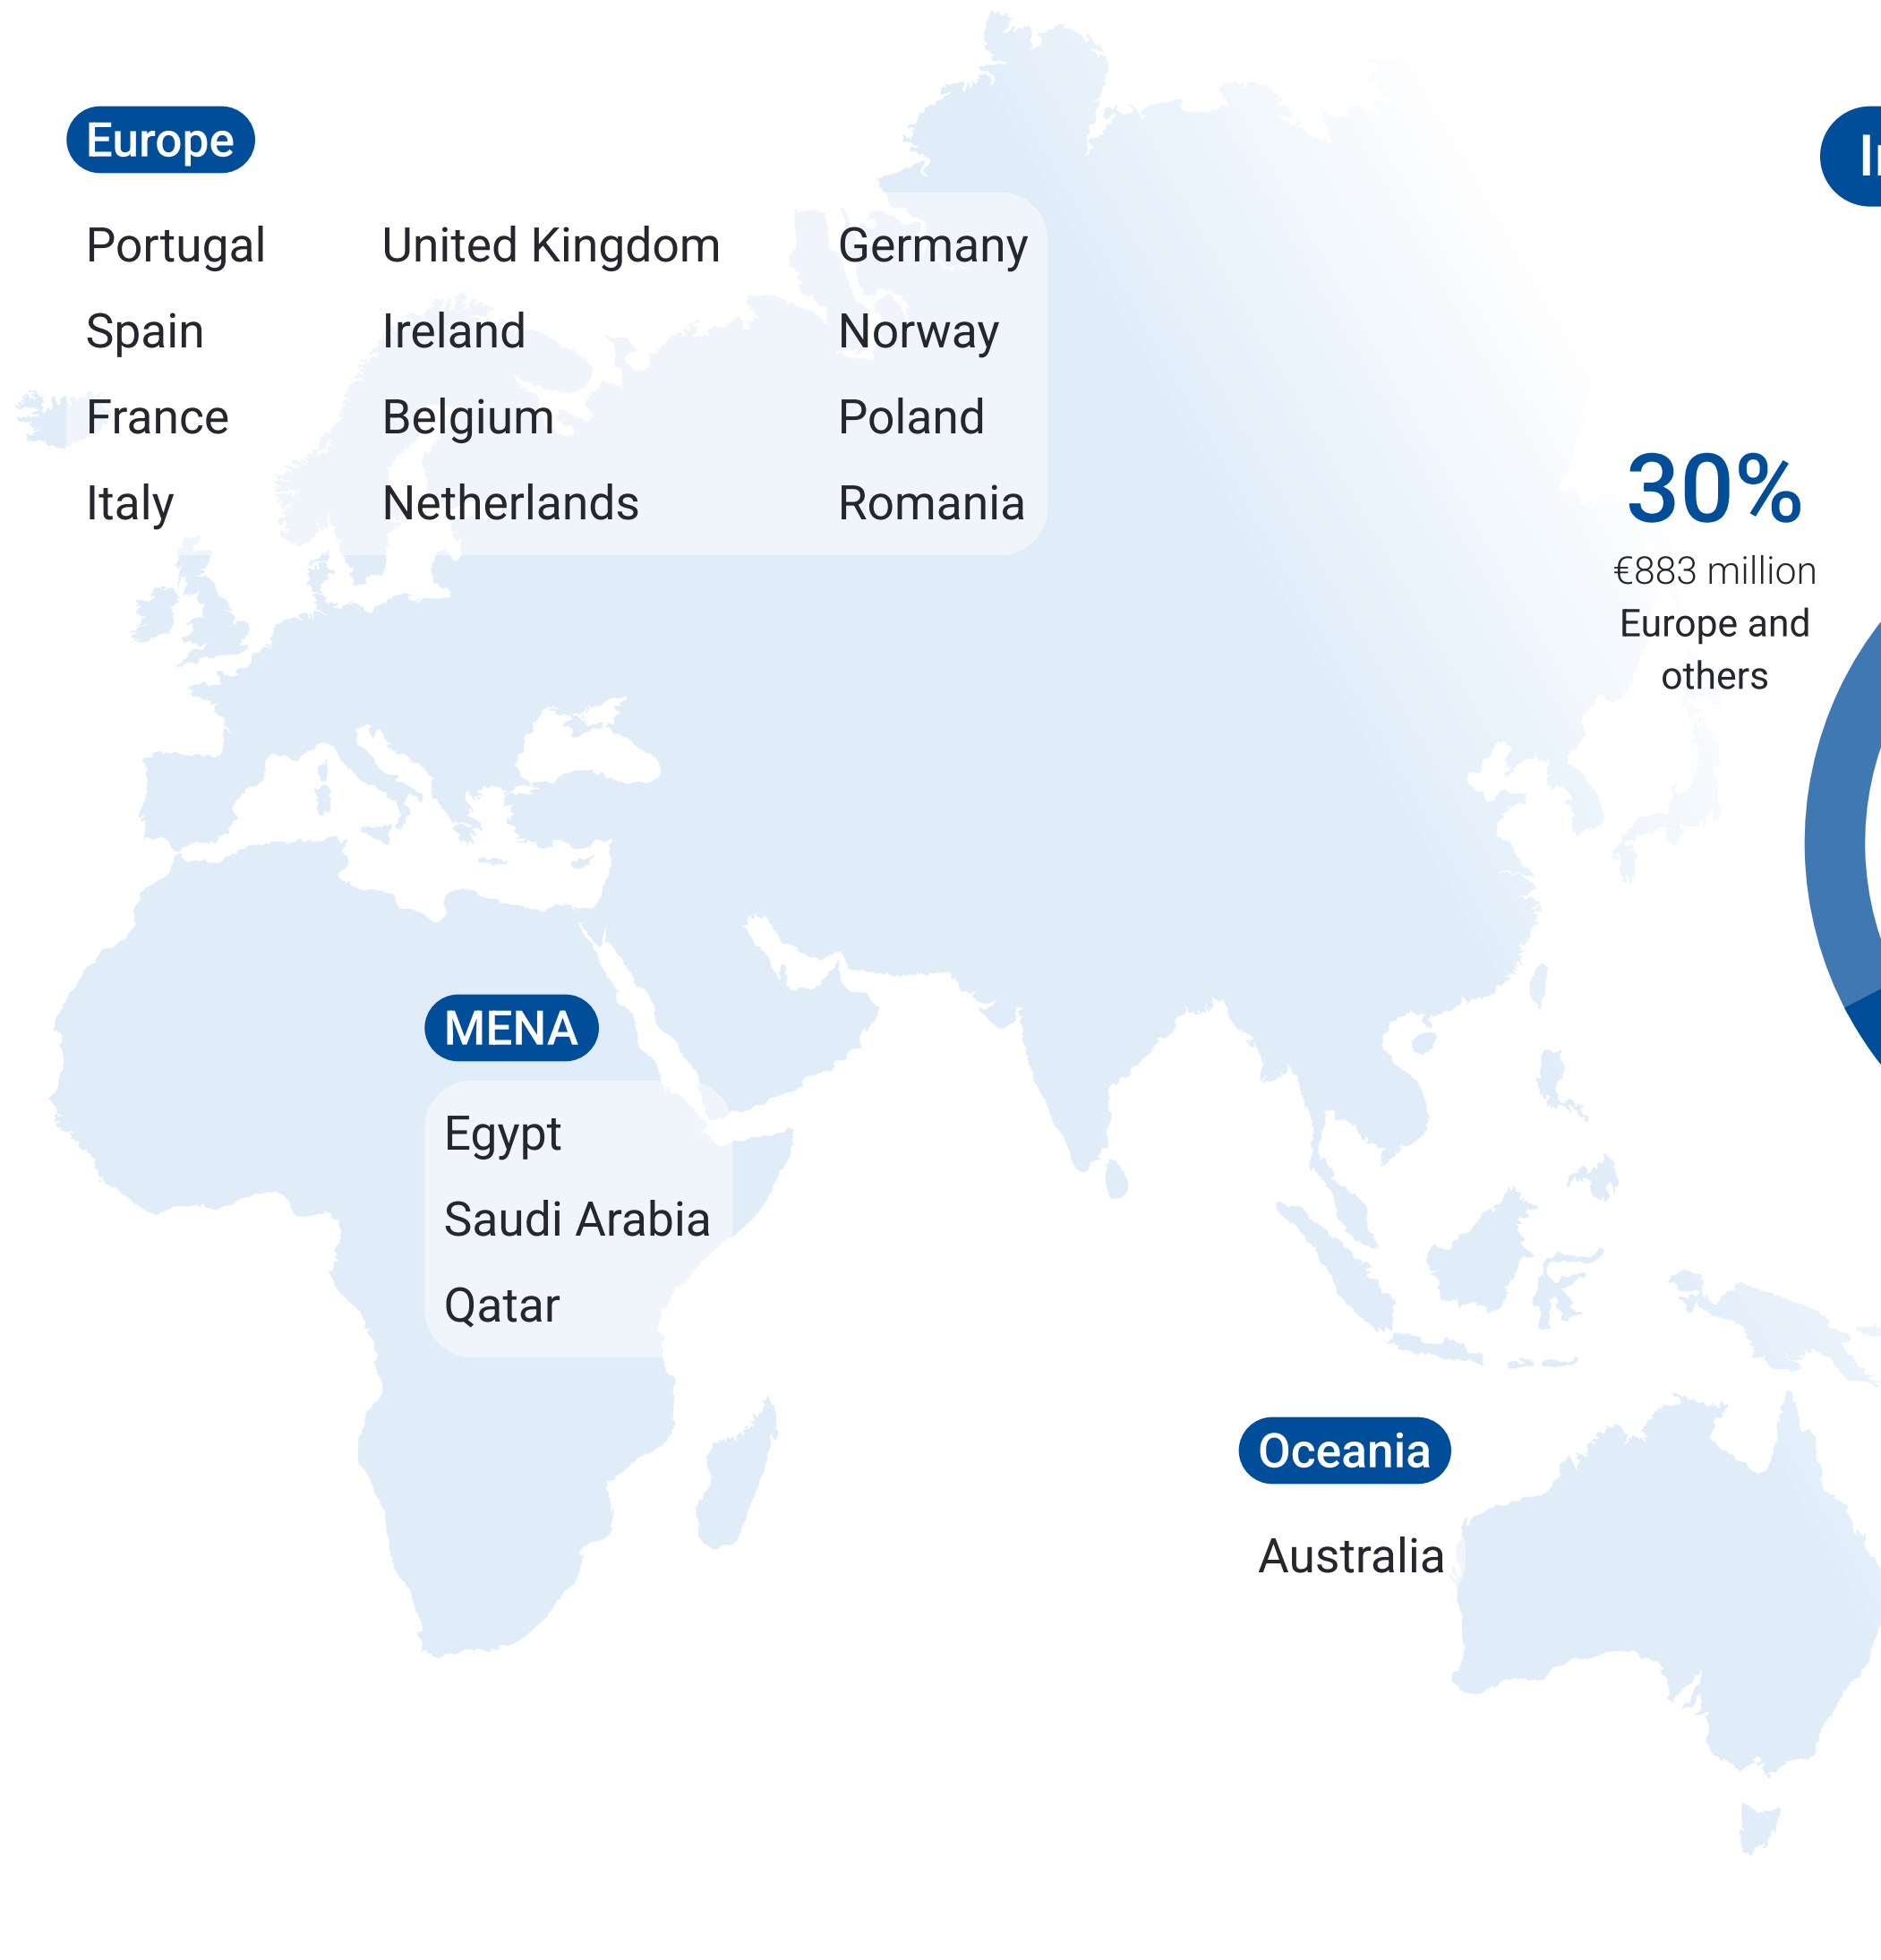 Europe
Portugal
Spain
France
Italy
United Kingdom
Ireland
Belgium
Netherlands
Germany
Norway
Poland
Romania
30%
€883 million
Europe and
others
MENA
Egypt
Saudi Arabia
Qatar
Oceania
Australia